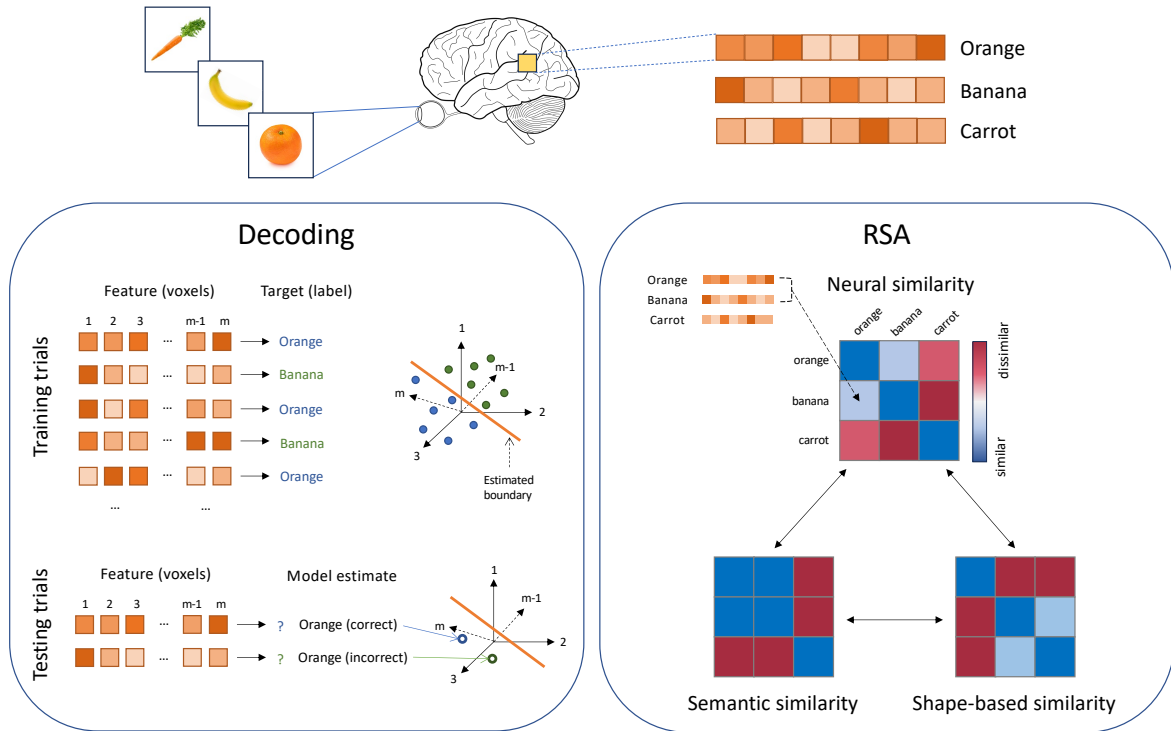 Orange
Banana
Carrot
Decoding
Training trials
Feature (voxels) Target (label)
1 2 3 m-1 m
... Orange
... Banana
... Orange
... Banana
... Orange
... ...
1
m-1
m
2
3
Estimated
boundary
Testing trials
Feature (voxels) Model estimate
1 2 3 m-1 m
... ? Orange (correct)
... ? Orange (incorrect)
1
m-1
m
2
3
RSA
Orange
Banana
Carrot
Neural similarity
orange banana carrot
orange
banana
carrot
dissimilar
similar
Semantic similarity
Shape-based similarity